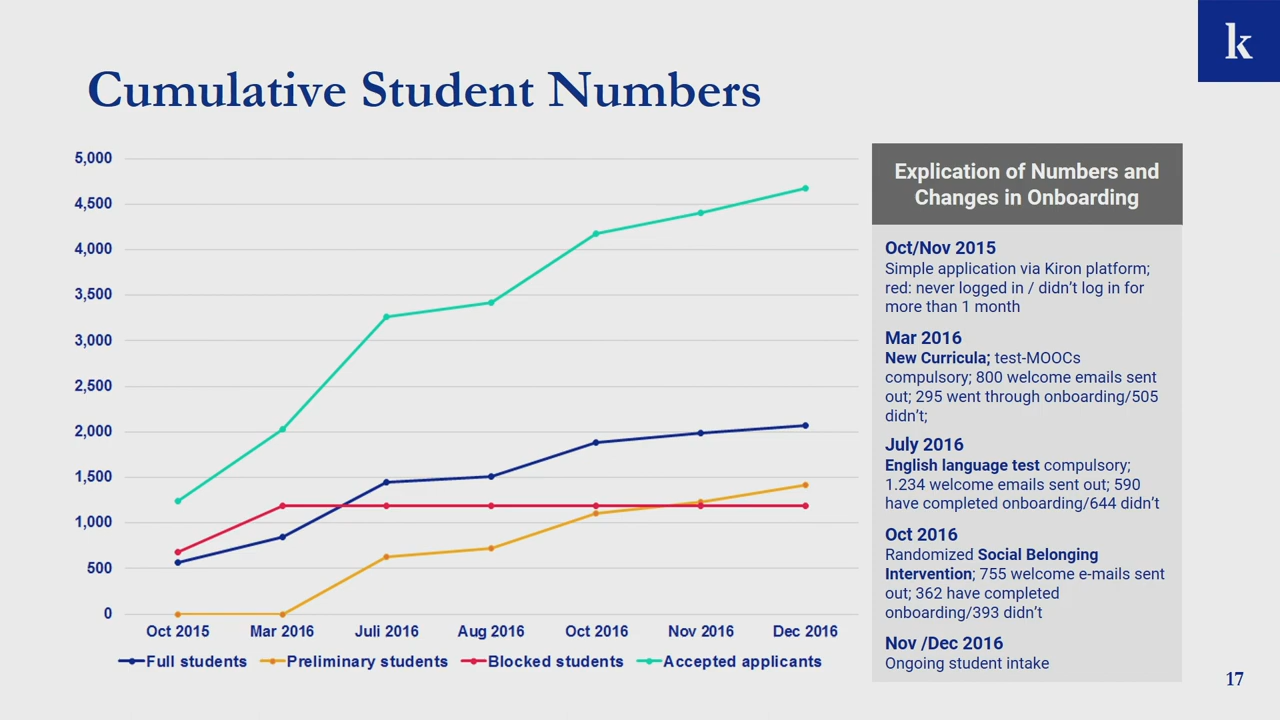 k
Cumulative Student Numbers
5,000
4,500
4,000
3,500
3,000
2,500
2,000
1,500
1,000
500
0
Oct 2015 Mar 2016 Juli 2016 Aug 2016 Oct 2016 Nov 2016 Dec 2016
Full students Preliminary students Blocked students Accepted applicants
Explication of Numbers and
Changes in Onboarding
Oct/Nov 2015
Simple application via Kiron platform;
red: never logged in / didn’t log in for
more than 1 month
Mar 2016
New Curricula; test-MOOCs
compulsory; 800 welcome emails sent
out; 295 went through onboarding/505
didn’t;
July 2016
English language test compulsory;
1.234 welcome emails sent out; 590
have completed onboarding/644 didn’t
Oct 2016
Randomized Social Belonging
Intervention; 755 welcome e-mails sent
out; 362 have completed
onboarding/393 didn’t
Nov /Dec 2016
Ongoing student intake
17